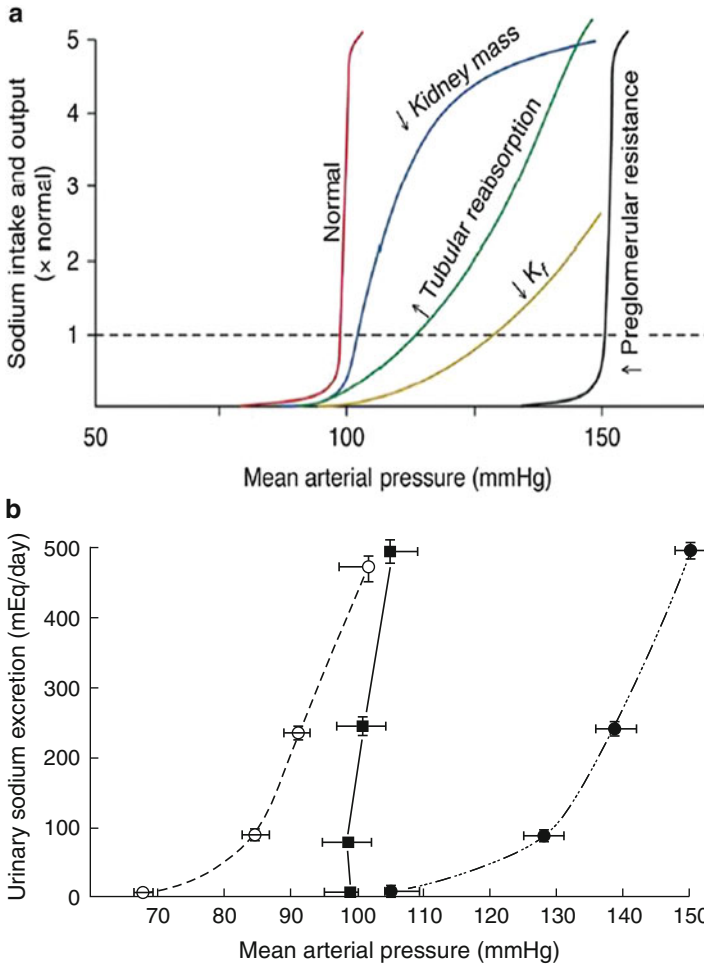 a
Sodium intake and output
(× normal)
5
4
3
2
1
Normal
↓ Kidney mass
↑ Tubular reabsorption
↓ Kf
↑ Preglomerular resistance
50
100
150
Mean arterial pressure (mmHg)
b
Urinary sodium excretion (mEq/day)
500
400
300
200
100
0
70
80
90
100
110
120
130
140
150
Mean arterial pressure (mmHg)